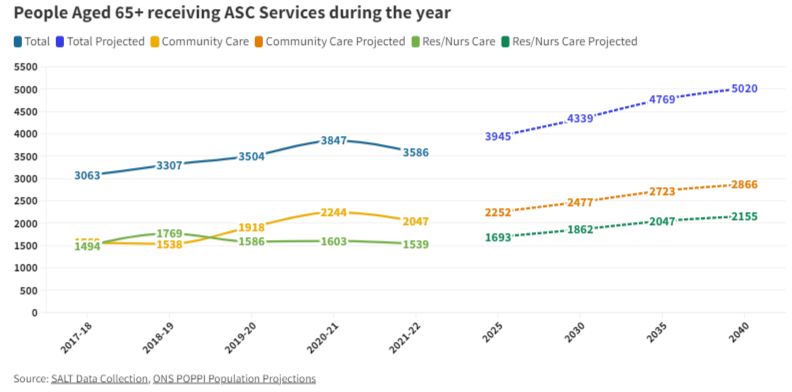 People Aged 65+ receiving ASC Services during the year
Total Total Projected Community Care Community Care Projected Res/Nurs Care Res/Nurs Care Projected
5500
5000
4500
4000
3500
3000
2500
2000
1500
1000
500
0
3063 3307 3504 3847 3586 3945 4339 4769 5020
1538 1918 2244 2047 2252 2477 2723 2866
1494 1769 1586 1603 1539 1693 1862 2047 2155
2017-18 2018-19 2019-20 2020-21 2021-22 2025 2030 2035 2040
Source: SALT Data Collection, ONS POPPI Population Projections